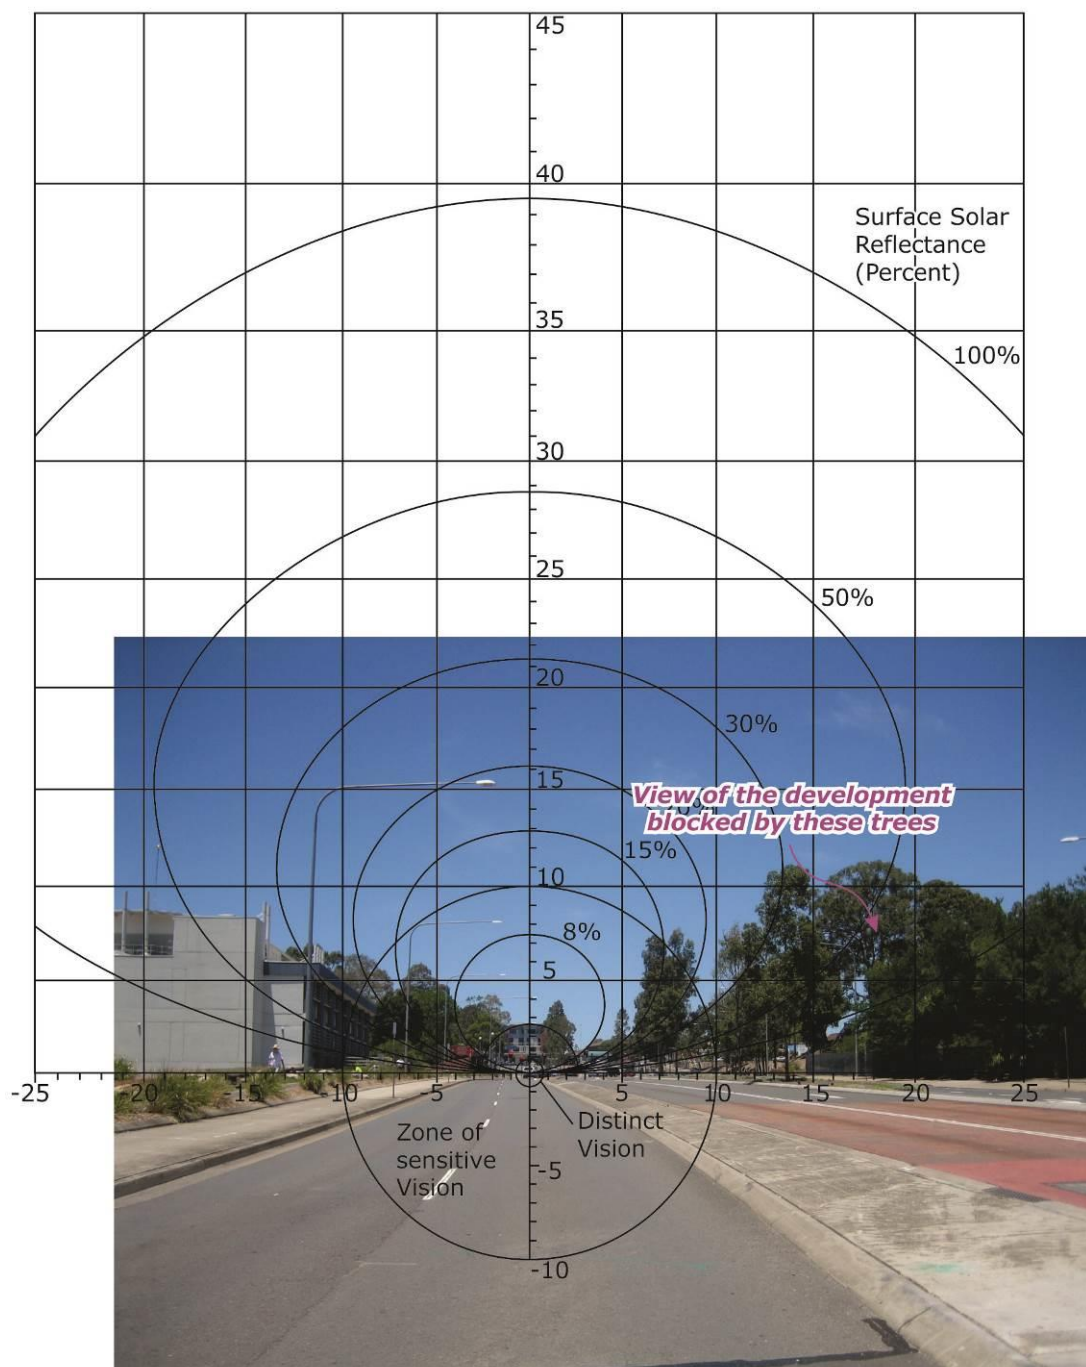 45
40
Surface Solar
Reflectance
(Percent)
35
100%
30
25
50%
20
30%
15
View of the development
blocked by these trees
15%
10
8%
5
-25 -20 -15 -10 -5 5 10 15 20 25
Zone of
sensitive
Vision
Distinct
Vision
-5
-10